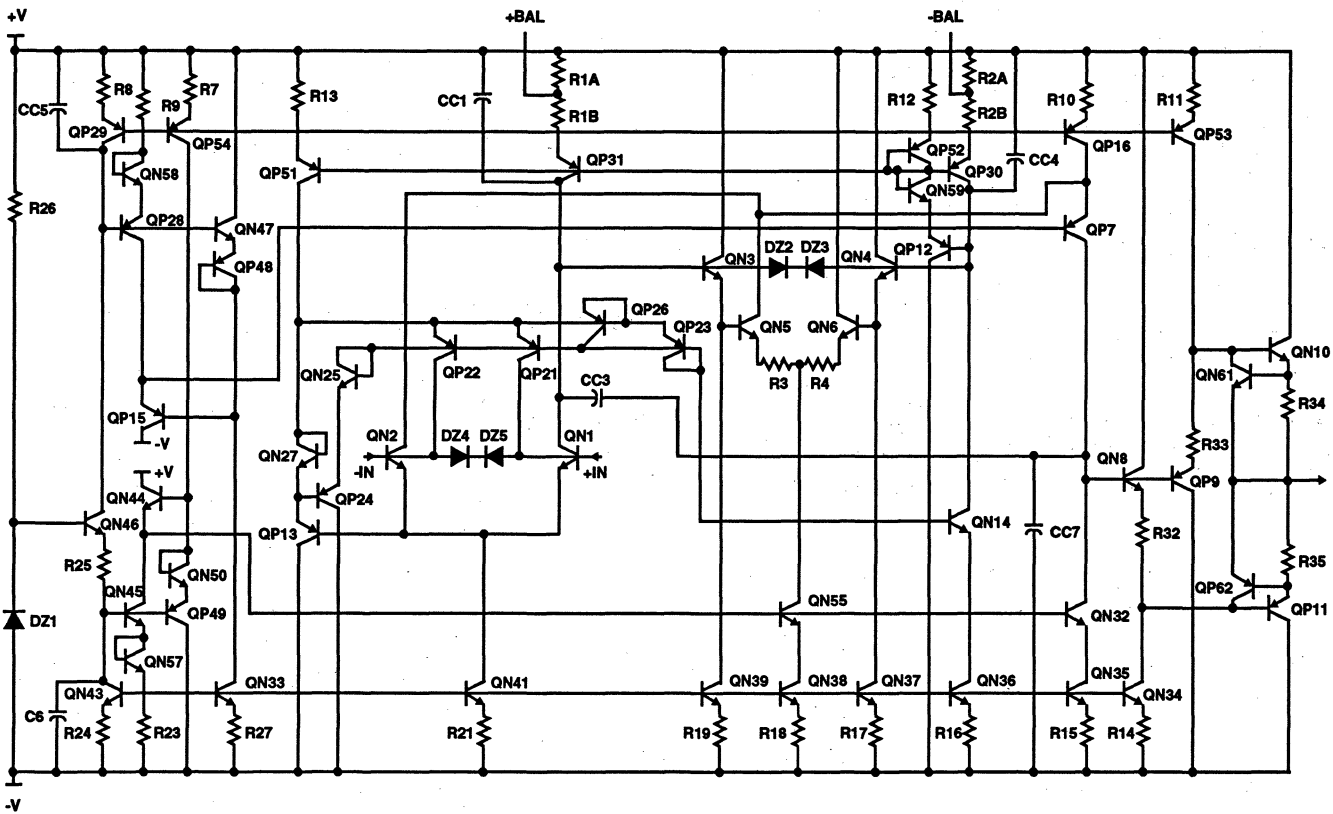 +V
+BAL
-BAL
R8
R9
R7
R13
CC1
R1A
R1B
R12
R2A
R2B
R10
R11
CC5
QP29
QP54
QP31
QP52
QP30
CC4
QP16
QP53
QN58
QP51
QN59
R26
QP28
QN47
QP12
QP7
QP48
QN3
DZ2
DZ3
QN4
QP26
QP23
QN5
QN6
QN10
QN25
QP22
QP21
CC3
R3
R4
QN61
R34
QP15
-V
QN2
DZ4
DZ5
QN1
R33
QN27
-IN
+IN
QN8
+V
QN44
QP24
QP9
QN46
QP13
QN14
CC7
R32
R25
QN50
R35
QN45
QP49
QN55
QN32
QP62
QP11
DZ1
QN57
QN43
QN33
QN41
QN39
QN38
QN37
QN36
QN35
QN34
C6
R24
R23
R27
R21
R19
R18
R17
R16
R15
R14
-V